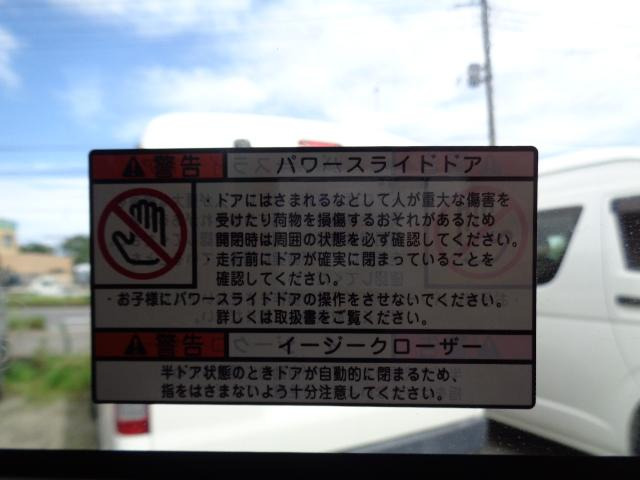 警告 パワースライドドア
・ドアにはさまれるなどして人が重大な傷害を
受けたり荷物を損傷するおそれがあるため
開閉時は周囲の状態を必ず確認してください。
・走行前にドアが確実に閉まっていることを
確認してください。
・お子様にパワースライドドアの操作をさせないでください。
詳しくは取扱書をご覧ください。
警告 イージークローザー
半ドア状態のときドアが自動的に閉まるため、
指をはさまないよう十分注意してください。